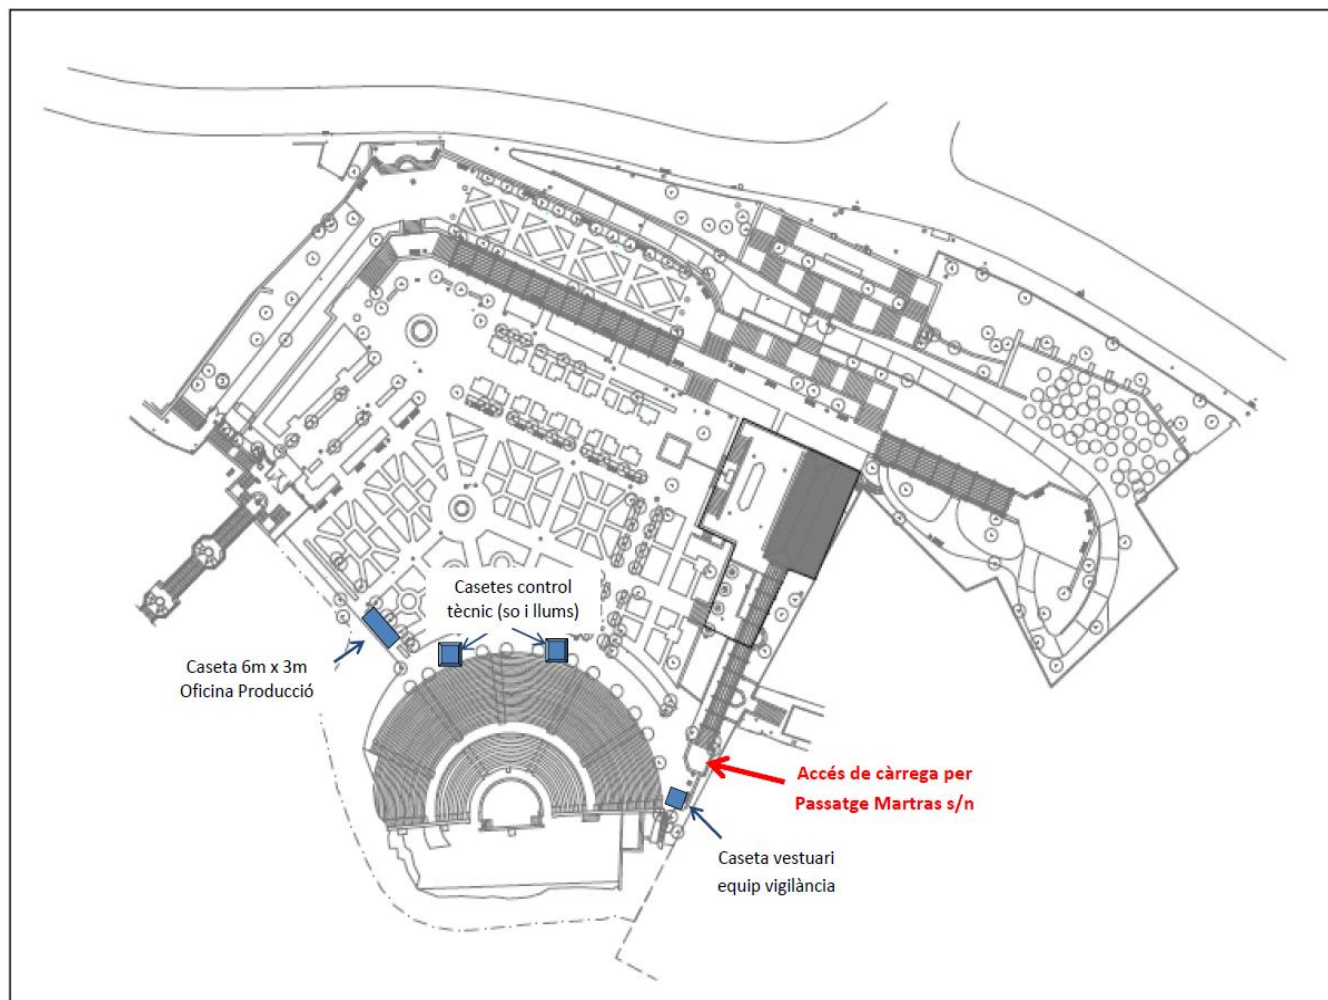 Casetes control
tècnic (so i llums)
Caseta 6m x 3m
Oficina Producció
Accés de càrrega per
Passatge Martras s/n
Caseta vestuari
equip vigilància